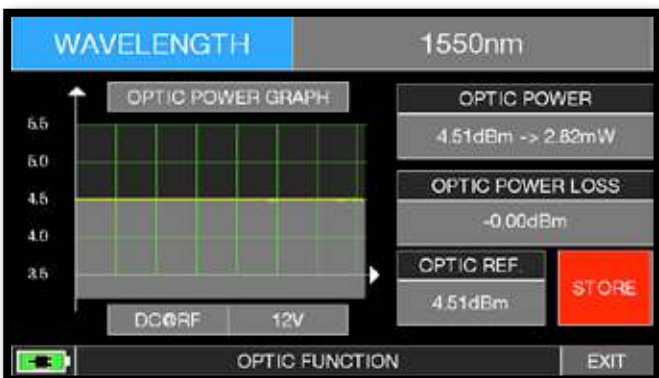 WAVELENGTH 1550nm
OPTIC POWER GRAPH
5.5
5.0
4.5
4.0
3.5
DC@RF 12V
OPTIC POWER
4.51dBm -> 2.82mW
OPTIC POWER LOSS
-0.00dBm
OPTIC REF.
4.51dBm
STORE
OPTIC FUNCTION
EXIT